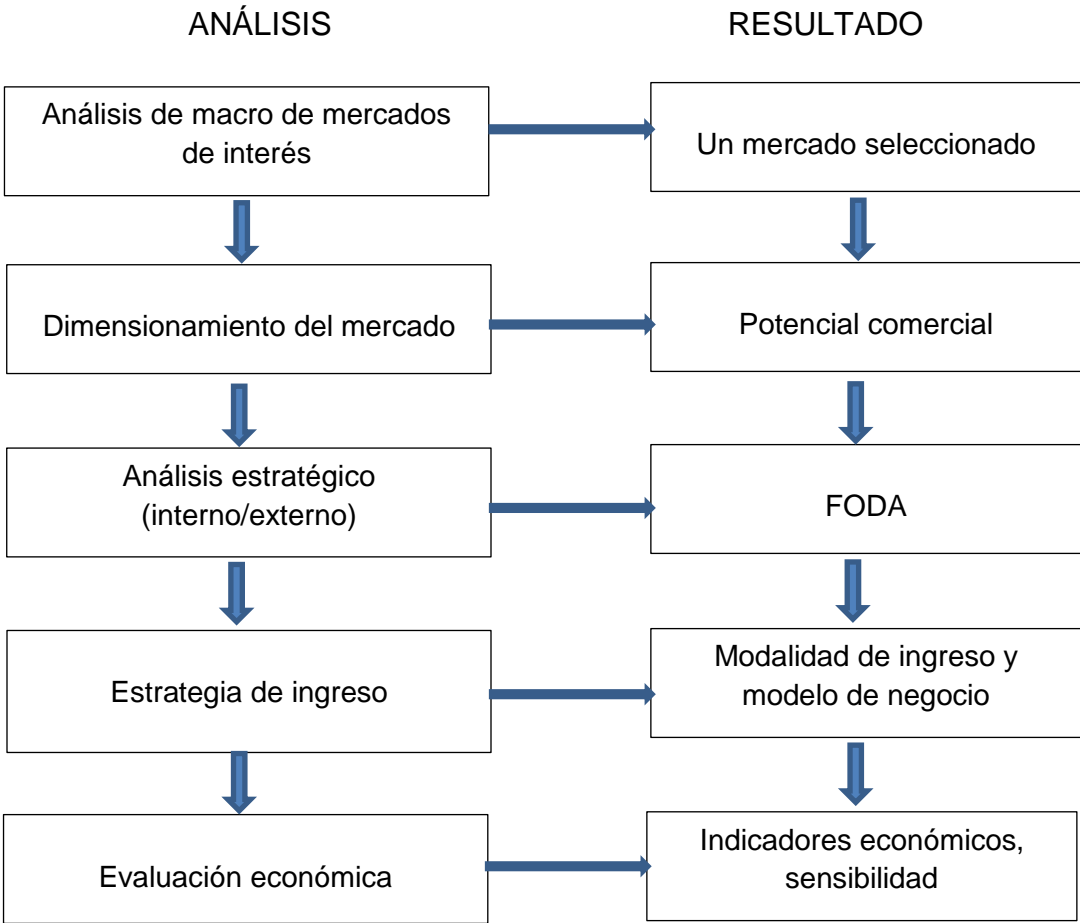 ANÁLISIS
RESULTADO
Análisis de macro de mercados
de interés
Un mercado seleccionado
Dimensionamiento del mercado
Potencial comercial
Análisis estratégico
(interno/externo)
FODA
Estrategia de ingreso
Modalidad de ingreso y
modelo de negocio
Evaluación económica
Indicadores económicos,
sensibilidad